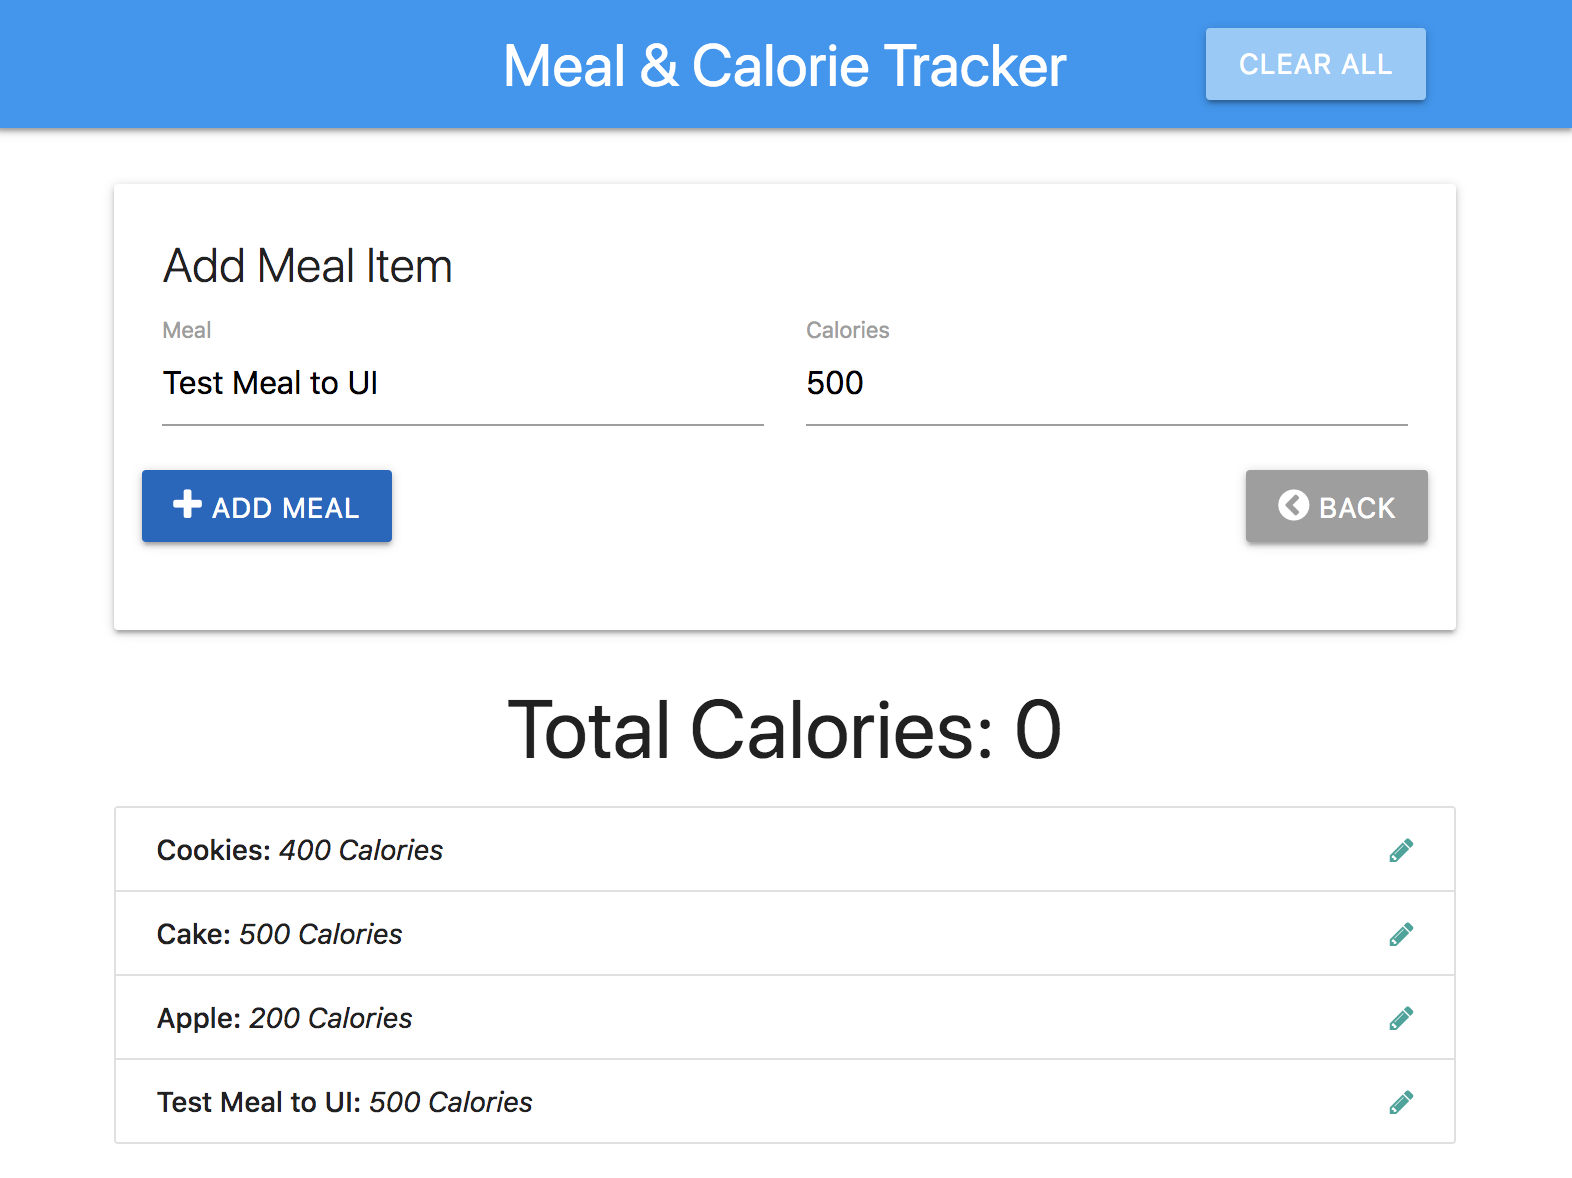 Meal & Calorie Tracker
CLEAR ALL
Add Meal Item
Meal
Calories
Test Meal to UI
500
ADD MEAL
BACK
Total Calories: 0
Cookies: 400 Calories
Cake: 500 Calories
Apple: 200 Calories
Test Meal to UI: 500 Calories